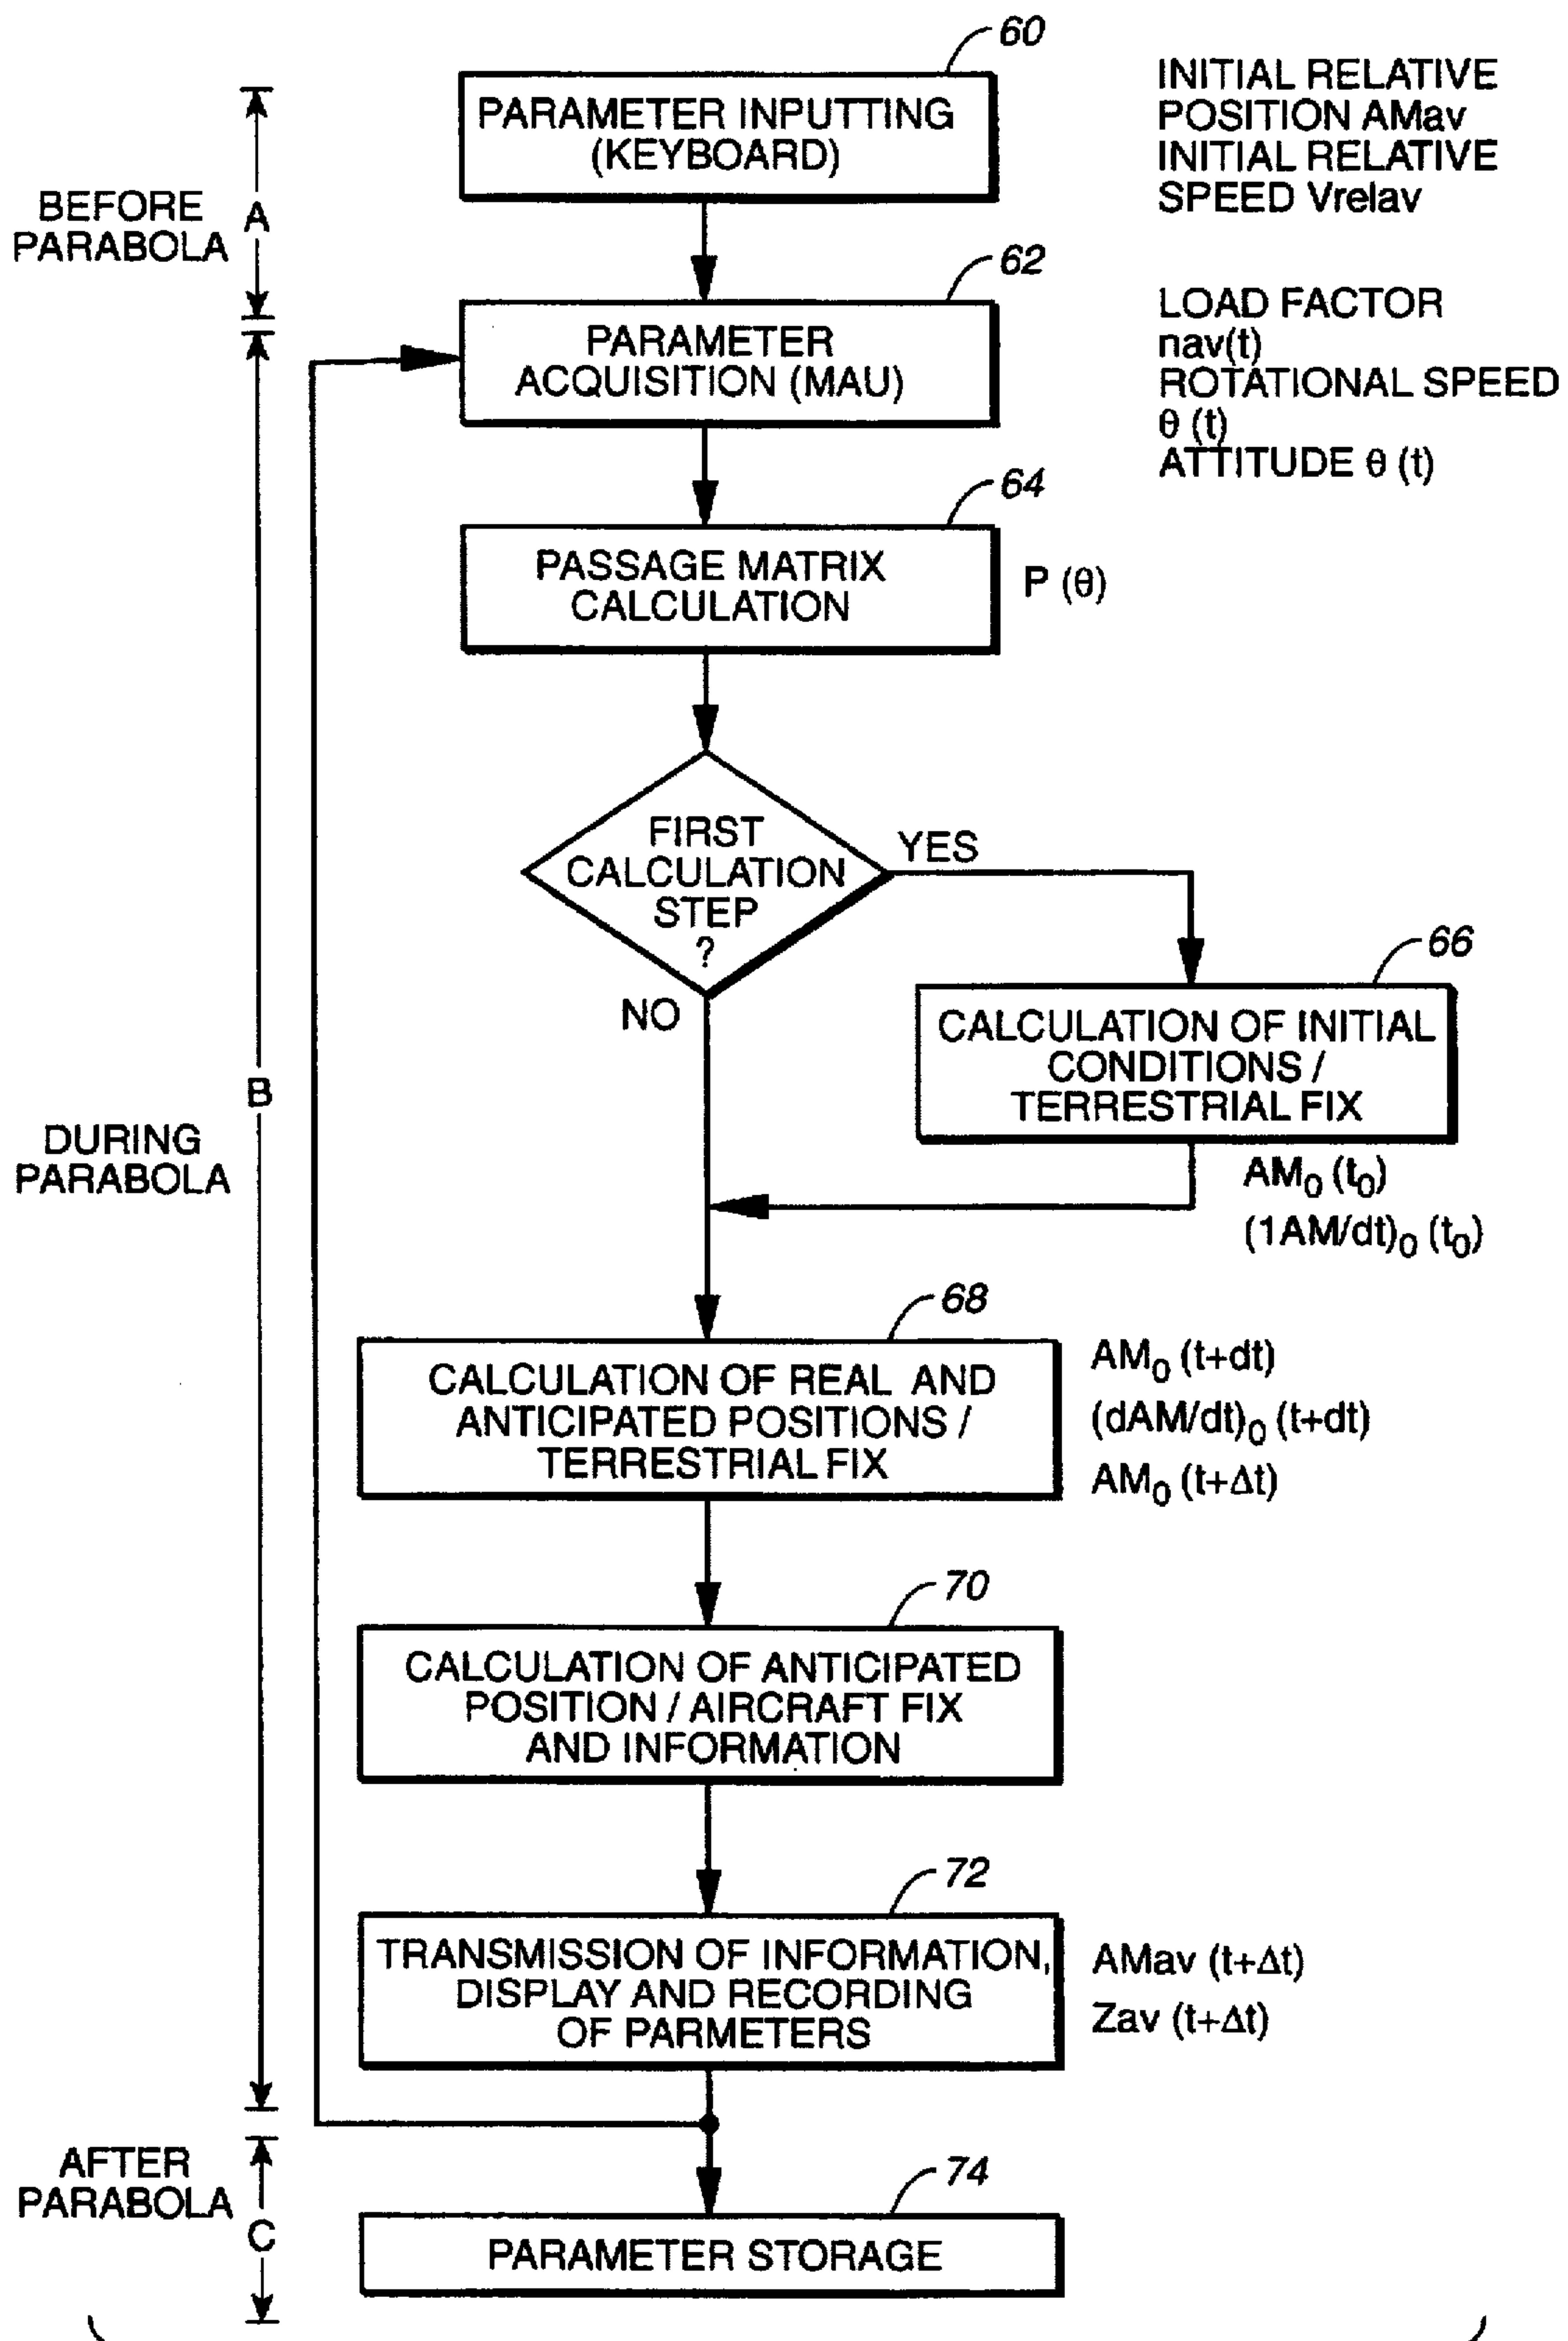 60
PARAMETER INPUTTING
(KEYBOARD)
INITIAL RELATIVE
POSITION AMav
INITIAL RELATIVE
SPEED Vrelav
BEFORE
PARABOLA
A
62
PARAMETER
ACQUISITION (MAU)
LOAD FACTOR
nav(t)
ROTATIONAL SPEED
θ (t)
ATTITUDE θ (t)
64
PASSAGE MATRIX
CALCULATION
P (θ)
FIRST
CALCULATION
STEP
?
YES
NO
66
CALCULATION OF INITIAL
CONDITIONS /
TERRESTRIAL FIX
AM₀ (t₀)
(1AM/dt)₀ (t₀)
B
DURING
PARABOLA
68
CALCULATION OF REAL AND
ANTICIPATED POSITIONS /
TERRESTRIAL FIX
AM₀ (t+dt)
(dAM/dt)₀ (t+dt)
AM₀ (t+Δt)
70
CALCULATION OF ANTICIPATED
POSITION / AIRCRAFT FIX
AND INFORMATION
72
TRANSMISSION OF INFORMATION,
DISPLAY AND RECORDING
OF PARMETERS
AMav (t+Δt)
Zav (t+Δt)
AFTER
PARABOLA
C
74
PARAMETER STORAGE